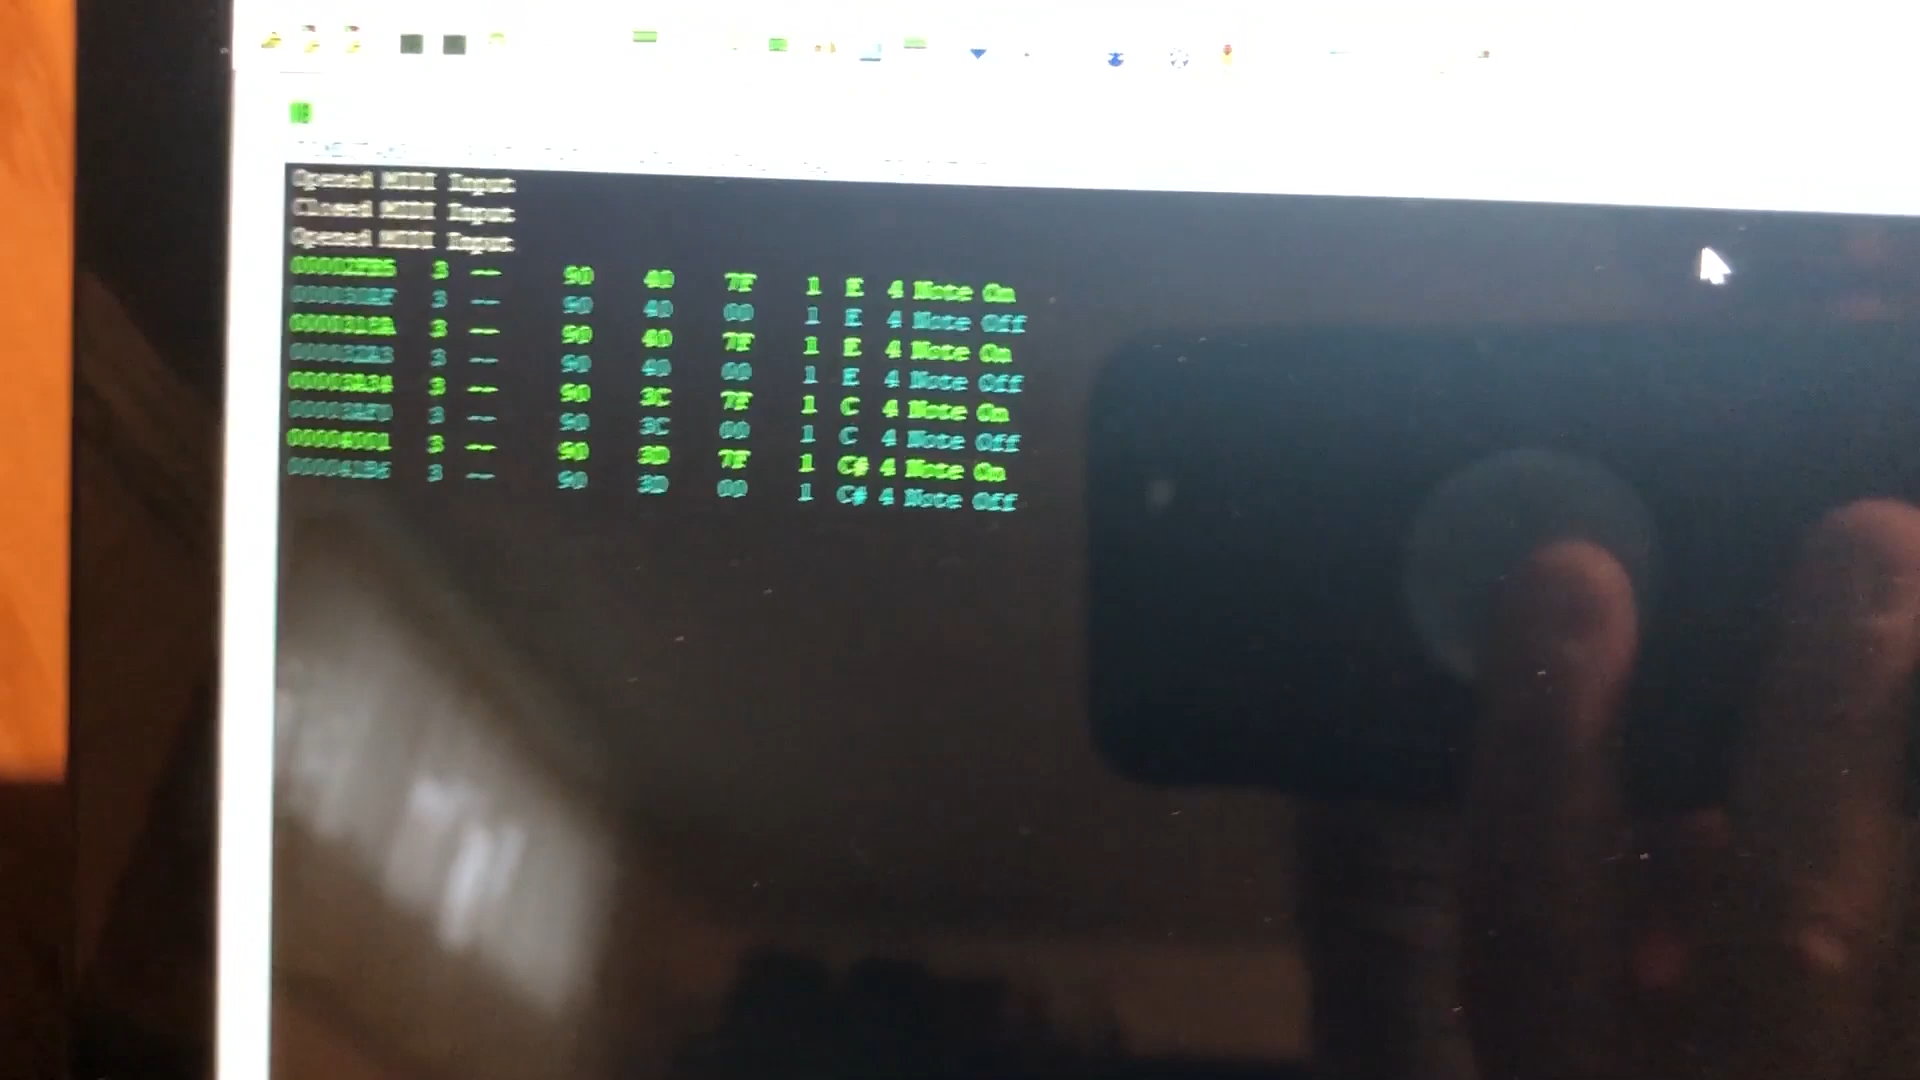 Opened MIDI Input
Closed MIDI Input
Opened MIDI Input
3 -- 90 40 7F 1 E 4 Note On
3 -- 90 40 00 1 E 4 Note Off
3 -- 90 40 7F 1 E 4 Note On
3 -- 90 40 00 1 E 4 Note Off
3 -- 90 3C 7F 1 C 4 Note On
3 -- 90 3C 00 1 C 4 Note Off
00004001 3 -- 90 3D 7F 1 C# 4 Note On
3 -- 90 3D 00 1 C# 4 Note Off